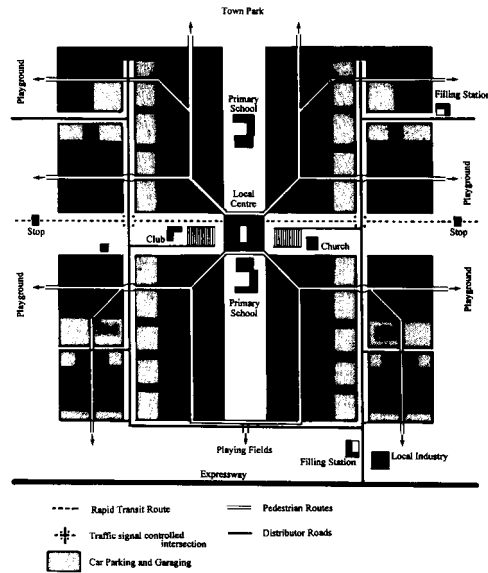 Town Park
Playground
Filling Station
Primary
School
Playground
Local
Centre
Stop
Club
Church
Stop
Playground
Primary
School
Playground
Playing Fields
Filling Station
Local Industry
Expressway
Rapid Transit Route
Pedestrian Routes
Traffic signal controlled
intersection
Distributor Roads
Car Parking and Garaging